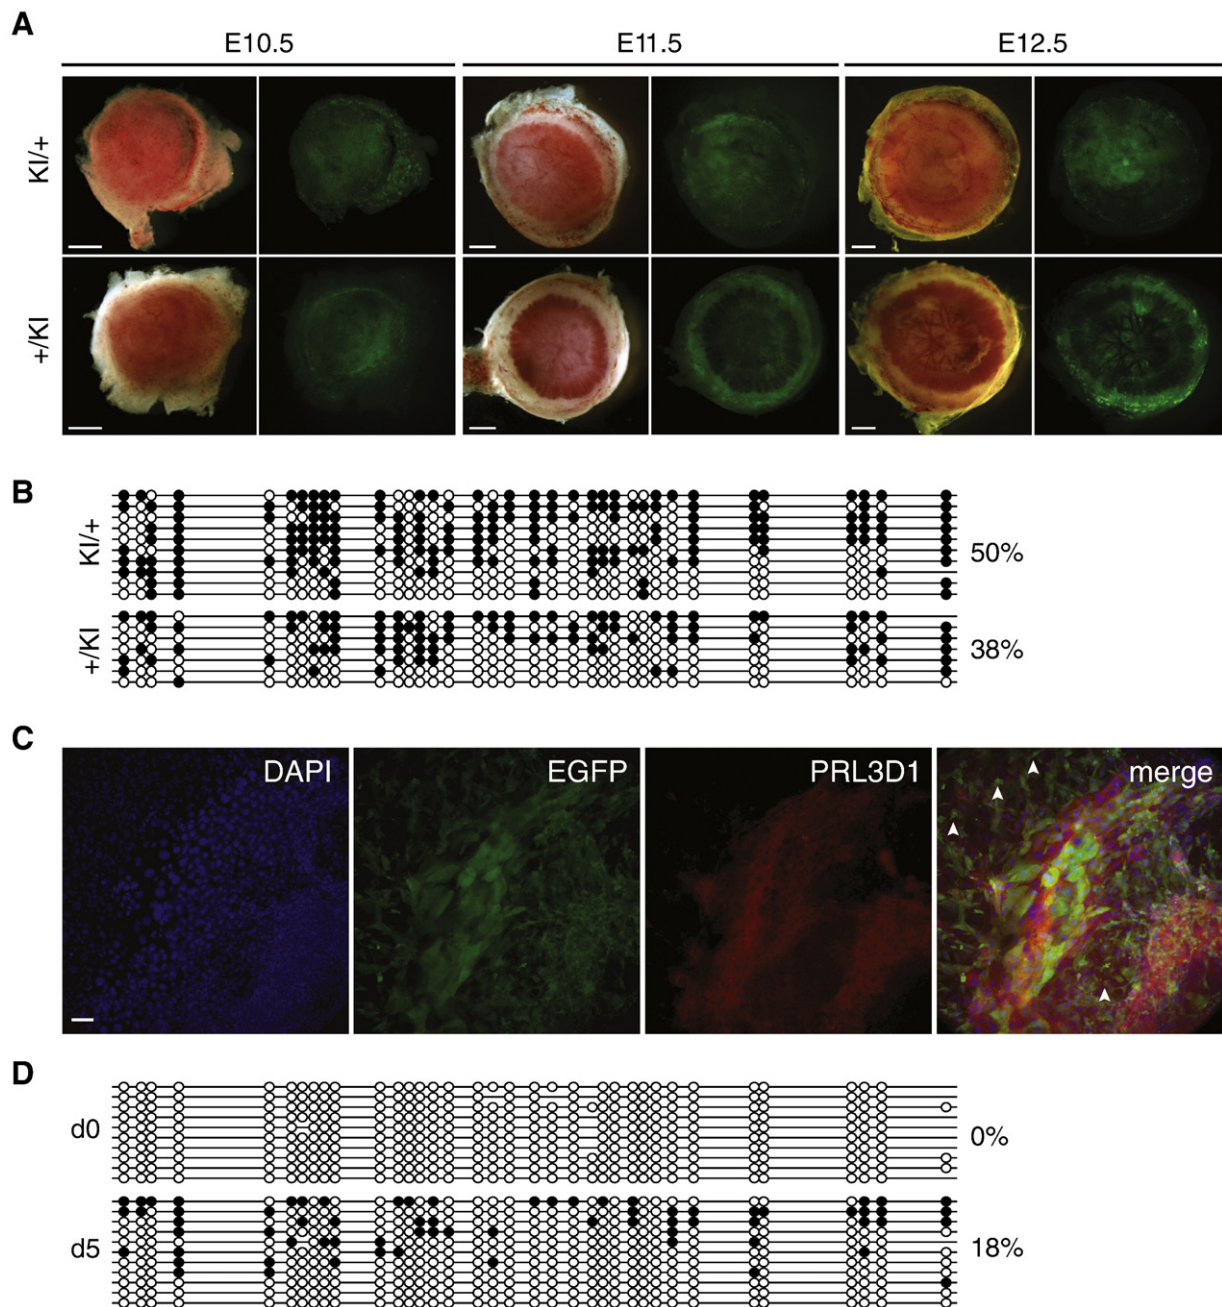 A
E10.5 E11.5 E12.5
KI/+
+/KI
B
KI/+
50%
+/KI
38%
C
DAPI EGFP PRL3D1 merge
D
d0
0%
d5
18%